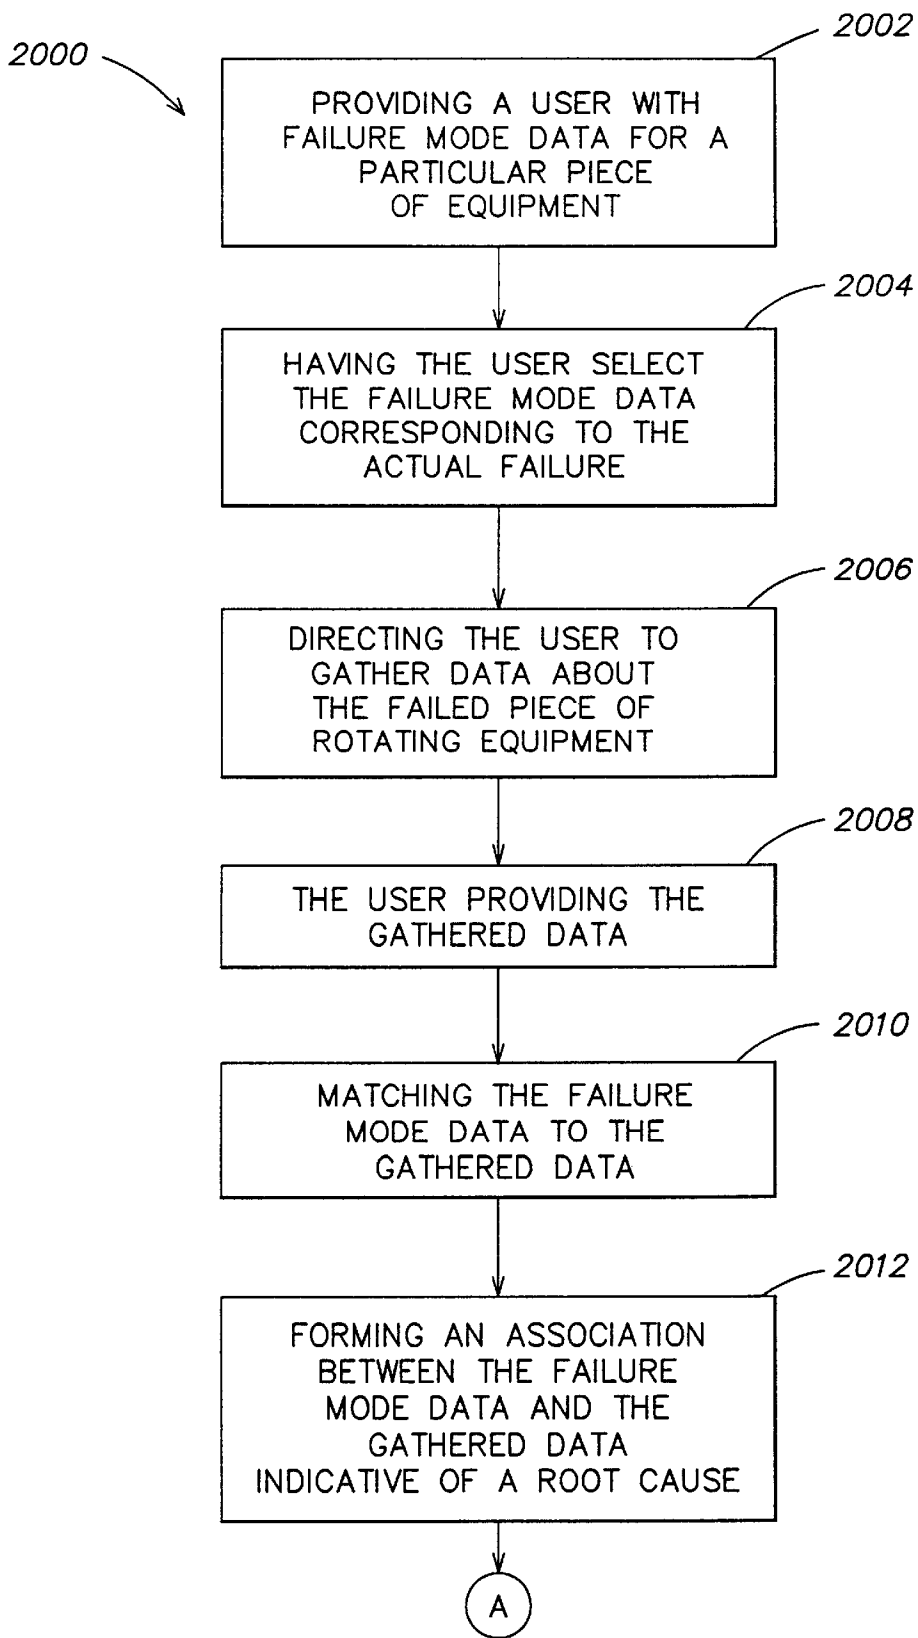 2000
2002
PROVIDING A USER WITH
FAILURE MODE DATA FOR A
PARTICULAR PIECE
OF EQUIPMENT
2004
HAVING THE USER SELECT
THE FAILURE MODE DATA
CORRESPONDING TO THE
ACTUAL FAILURE
2006
DIRECTING THE USER TO
GATHER DATA ABOUT
THE FAILED PIECE OF
ROTATING EQUIPMENT
2008
THE USER PROVIDING THE
GATHERED DATA
2010
MATCHING THE FAILURE
MODE DATA TO THE
GATHERED DATA
2012
FORMING AN ASSOCIATION
BETWEEN THE FAILURE
MODE DATA AND THE
GATHERED DATA
INDICATIVE OF A ROOT CAUSE
A